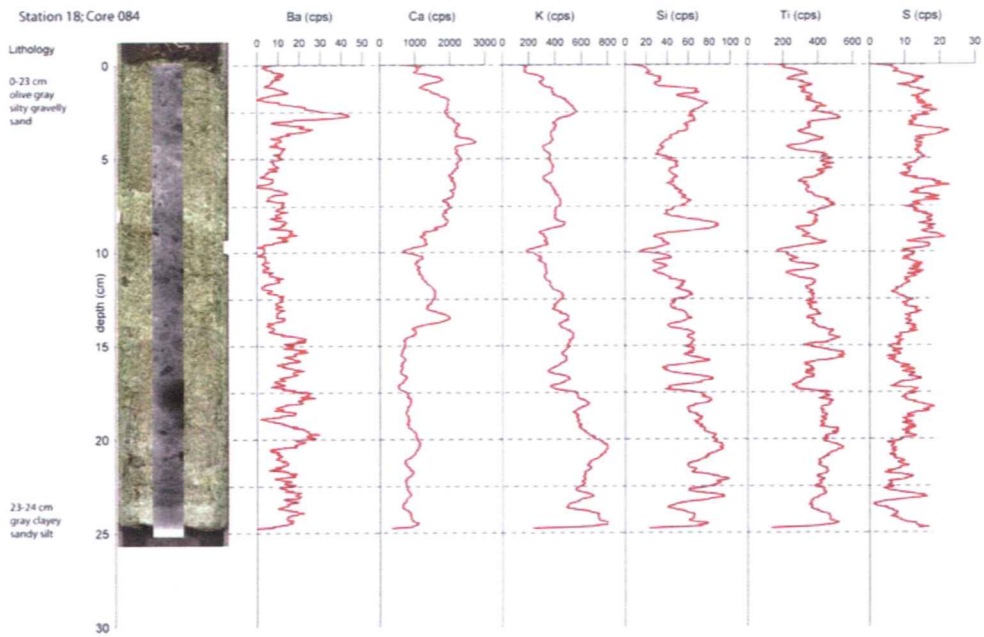 Station 18; Core 084
Ba (cps) Ca (cps) K (cps) Si (cps) Ti (cps) S (cps)
Lithology
0 10 20 30 40 50 0 1000 2000 3000 0 200 400 600 800 0 20 40 60 80 100 0 200 400 600 0 10 20 30
0
0-23 cm
olive gray
silty gravelly
sand
5
10
depth (cm)
15
20
23-24 cm
gray clayey
sandy silt
25
30